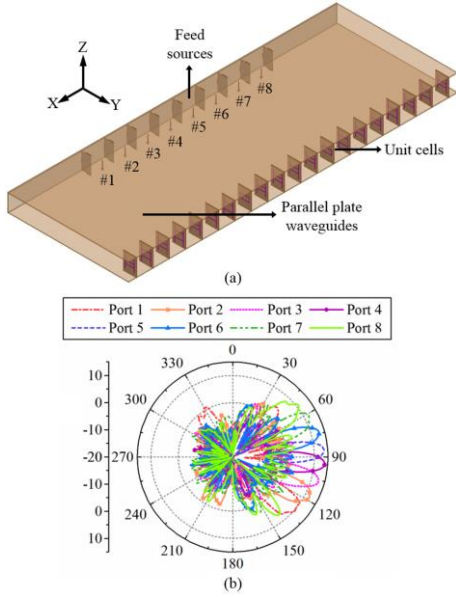 Feed
sources
Z
X
Y
#8
#7
#6
#5
#4
#3
#2
#1
Unit cells
Parallel plate
waveguides
(a)
Port 1 Port 2 Port 3 Port 4
Port 5 Port 6 Port 7 Port 8
0
330 30
300 60
270 90
240 120
210 150
180
15
10
0
-10
-20
-10
0
10
15
(b)